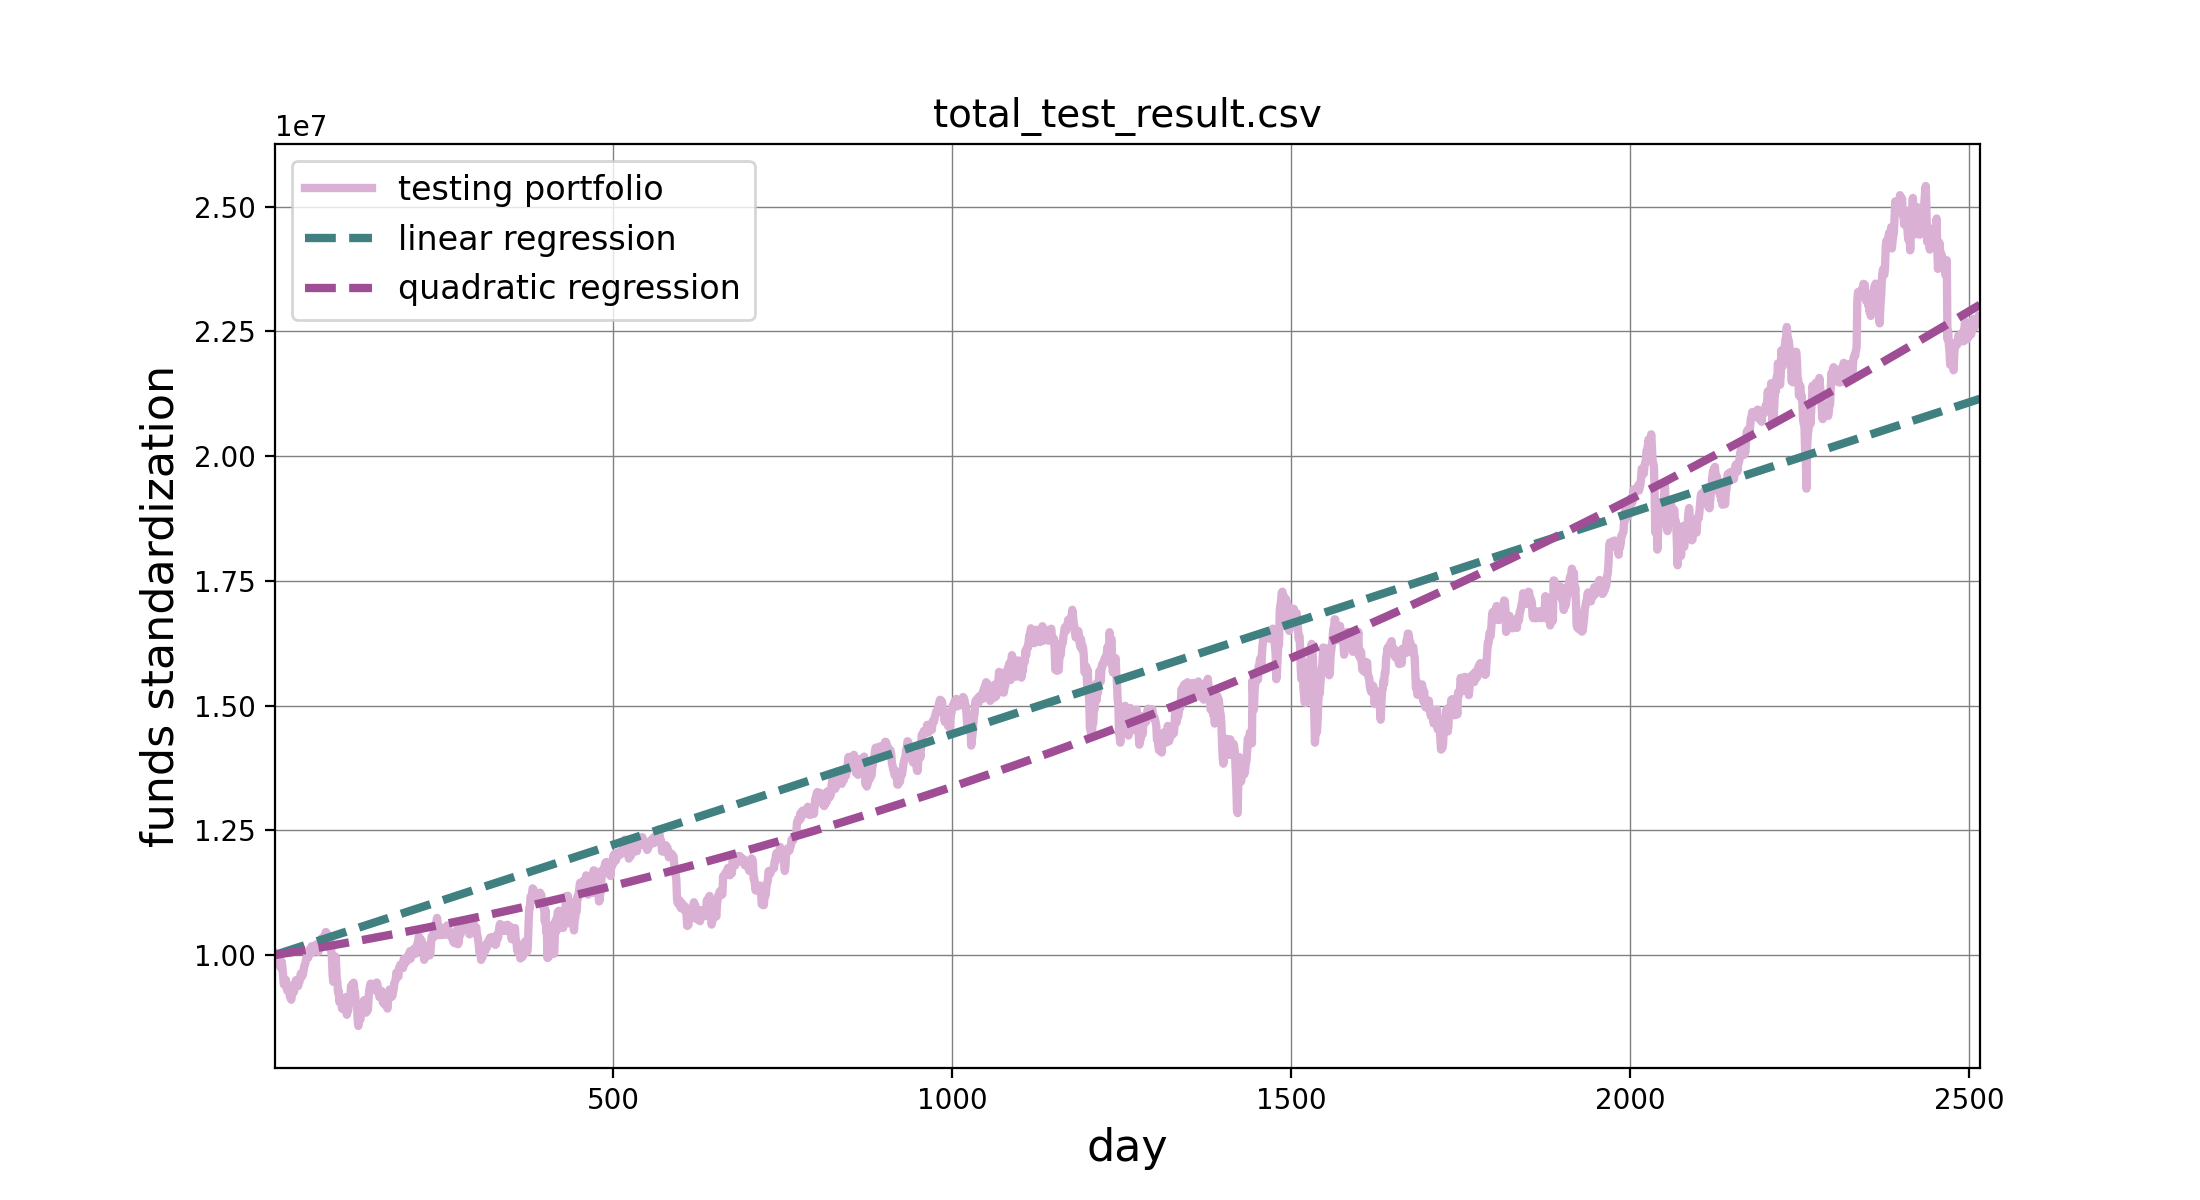 total_test_result.csv
1e7
testing portfolio
linear regression
quadratic regression
2.50
2.25
2.00
1.75
1.50
1.25
1.00
funds standardization
500 1000 1500 2000 2500
day